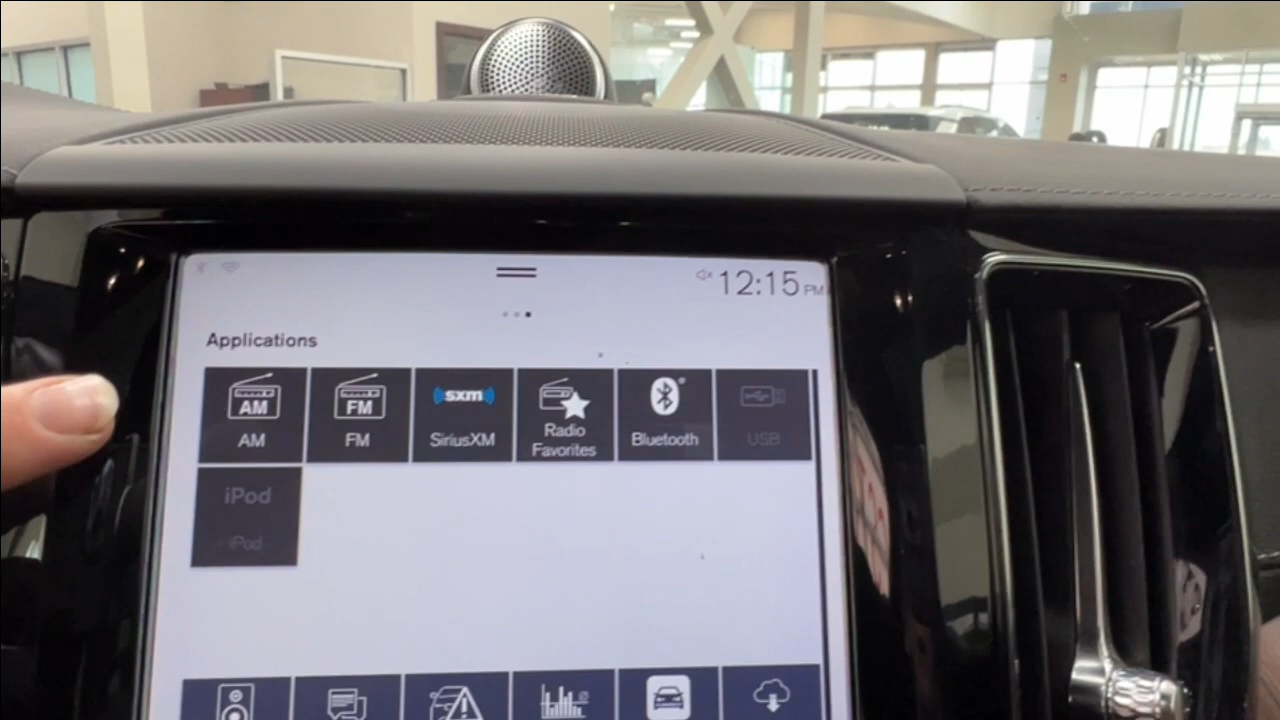 12:15 PM
Applications
AM
FM
sxm
AM
FM
SiriusXM
Radio
Favorites
Bluetooth
USB
iPod
iPod